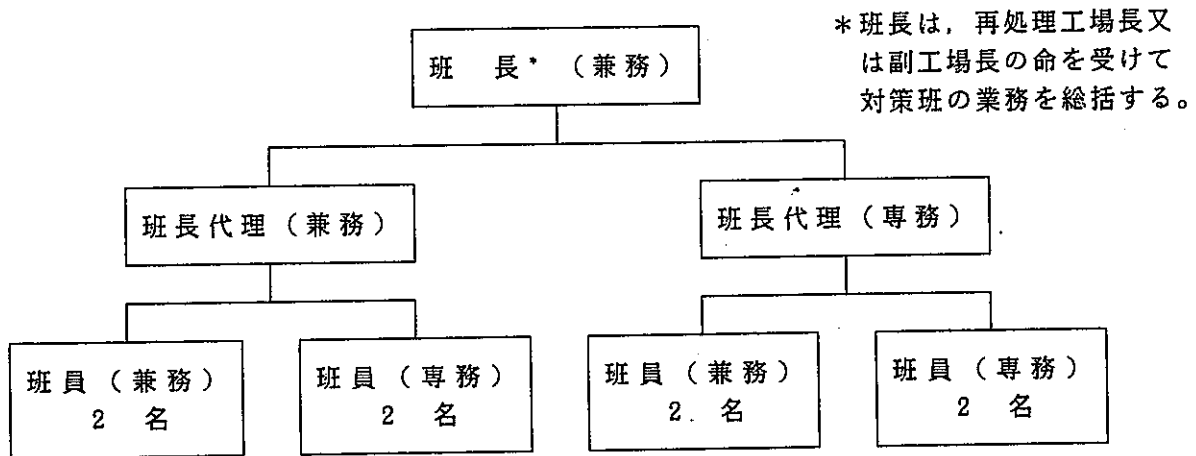 班　長*（兼務）
*班長は，再処理工場長又
は副工場長の命を受けて
対策班の業務を総括する。
班長代理（兼務）
班長代理（専務）
班員（兼務）
2　名
班員（専務）
2　名
班員（兼務）
2　名
班員（専務）
2　名